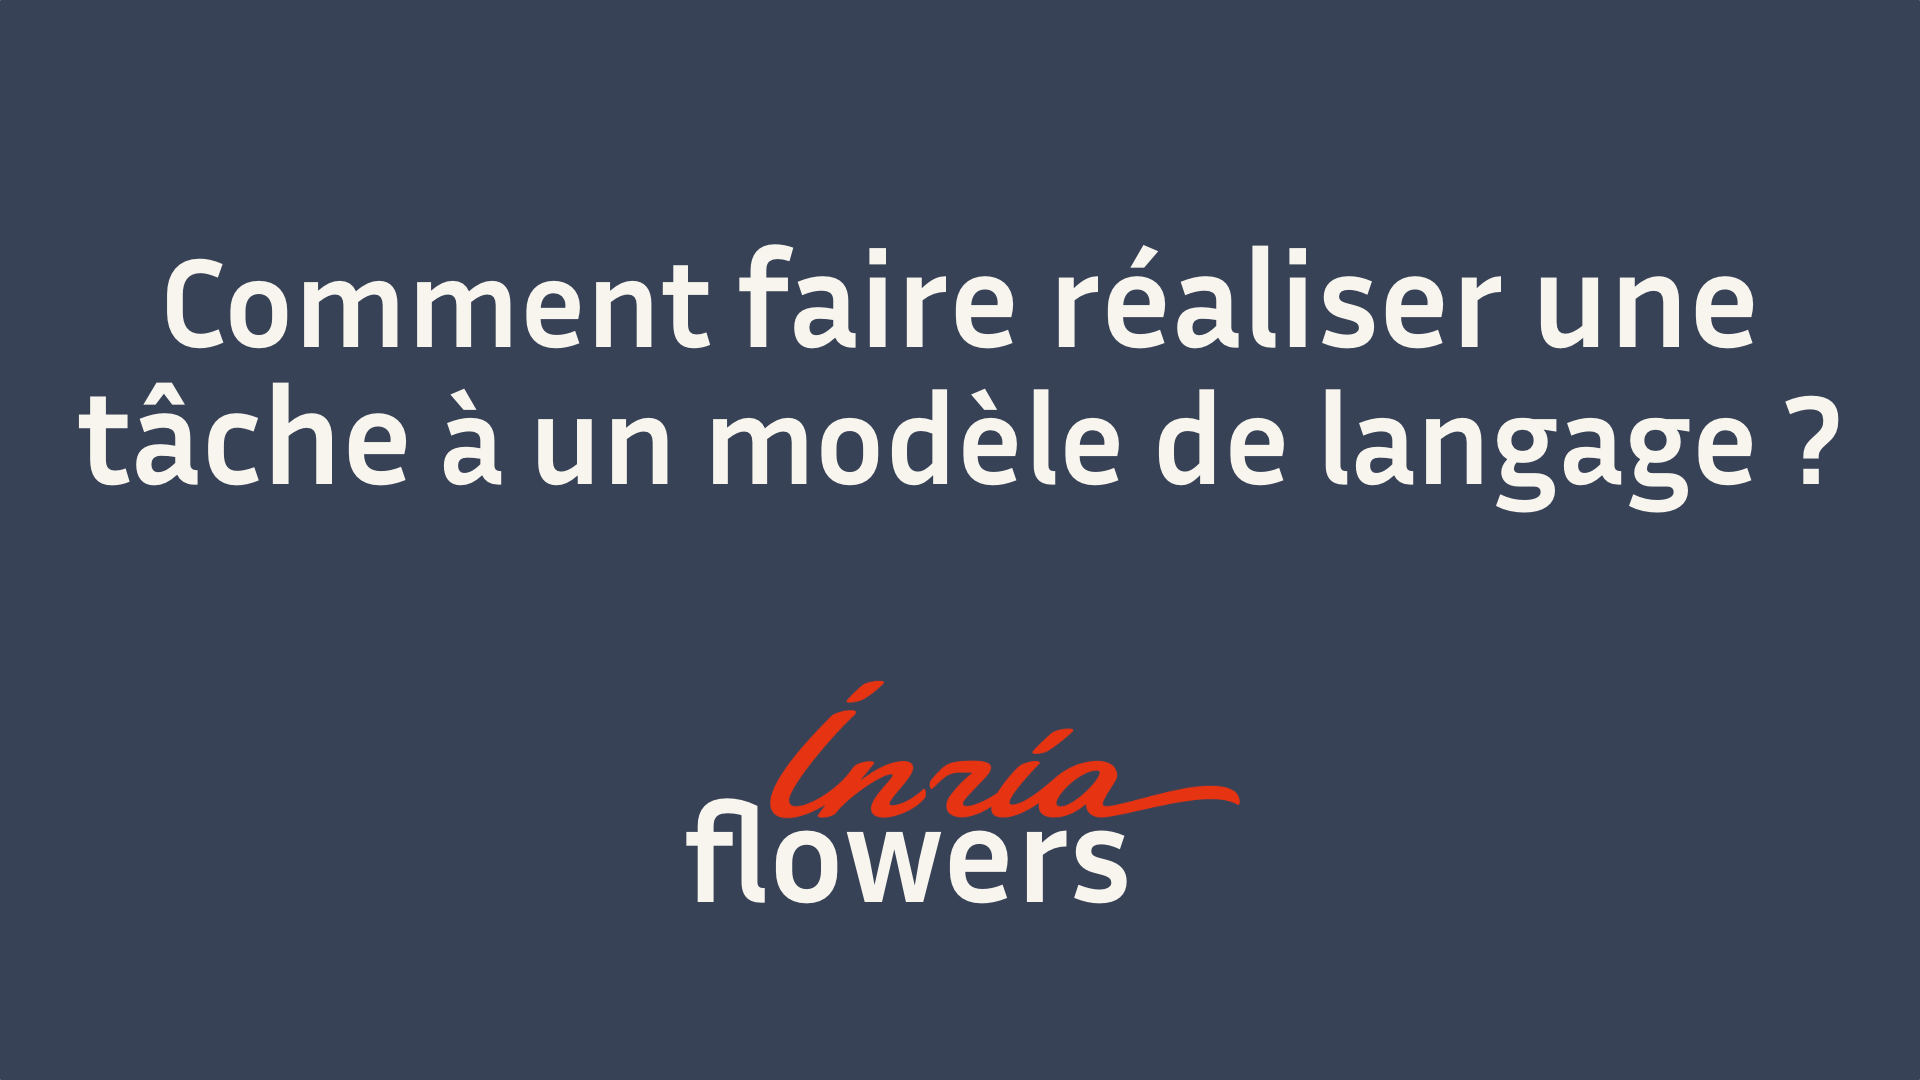 Comment faire réaliser une
tâche à un modèle de langage ?
Inria
flowers